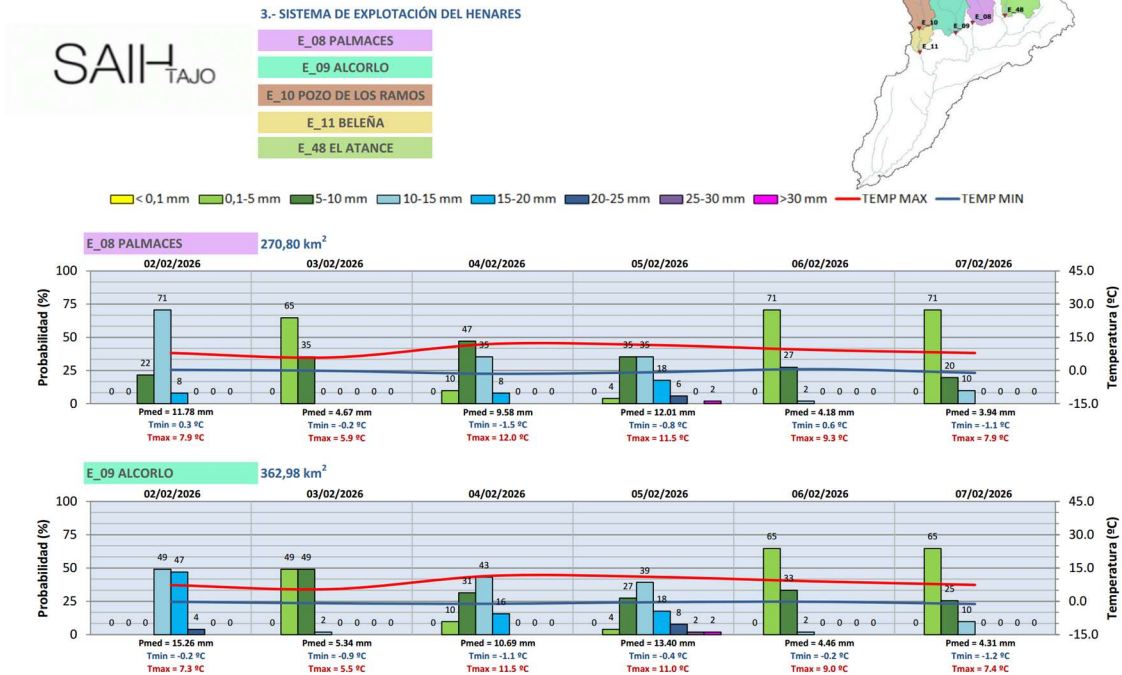 3.- SISTEMA DE EXPLOTACIÓN DEL HENARES
SAIH TAJO
E_08 PALMACES
E_09 ALCORLO
E_10 POZO DE LOS RAMOS
E_11 BELEÑA
E_48 EL ATANCE
E_10 E_09 E_08 E_48
E_11
< 0,1 mm 0,1-5 mm 5-10 mm 10-15 mm 15-20 mm 20-25 mm 25-30 mm >30 mm TEMP MAX TEMP MIN
E_08 PALMACES 270,80 km²
02/02/2026 03/02/2026 04/02/2026 05/02/2026 06/02/2026 07/02/2026
Probabilidad (%)
100
75
50
25
0
0 0 22 71 8 0 0 0
0 65 35 0 0 0 0 0
0 10 47 35 8 0 0 0
0 4 35 35 18 6 0 2
0 71 27 2 0 0 0 0
0 71 20 10 0 0 0 0
45.0
30.0
15.0
0.0
-15.0
Temperatura (ºC)
Pmed = 11.78 mm Pmed = 4.67 mm Pmed = 9.58 mm Pmed = 12.01 mm Pmed = 4.18 mm Pmed = 3.94 mm
Tmin = 0.3 ºC Tmin = -0.2 ºC Tmin = -1.5 ºC Tmin = -0.8 ºC Tmin = 0.6 ºC Tmin = -1.1 ºC
Tmax = 7.9 ºC Tmax = 5.9 ºC Tmax = 12.0 ºC Tmax = 11.5 ºC Tmax = 9.3 ºC Tmax = 7.9 ºC
E_09 ALCORLO 362,98 km²
02/02/2026 03/02/2026 04/02/2026 05/02/2026 06/02/2026 07/02/2026
Probabilidad (%)
100
75
50
25
0
0 0 0 49 47 4 0 0
0 49 49 2 0 0 0 0
0 10 31 43 16 0 0 0
0 4 27 39 18 8 2 2
0 65 33 2 0 0 0 0
0 65 25 10 0 0 0 0
45.0
30.0
15.0
0.0
-15.0
Temperatura (ºC)
Pmed = 15.26 mm Pmed = 5.34 mm Pmed = 10.69 mm Pmed = 13.40 mm Pmed = 4.46 mm Pmed = 4.31 mm
Tmin = -0.2 ºC Tmin = -0.9 ºC Tmin = -1.1 ºC Tmin = -0.4 ºC Tmin = -0.2 ºC Tmin = -1.2 ºC
Tmax = 7.3 ºC Tmax = 5.5 ºC Tmax = 11.5 ºC Tmax = 11.0 ºC Tmax = 9.0 ºC Tmax = 7.4 ºC